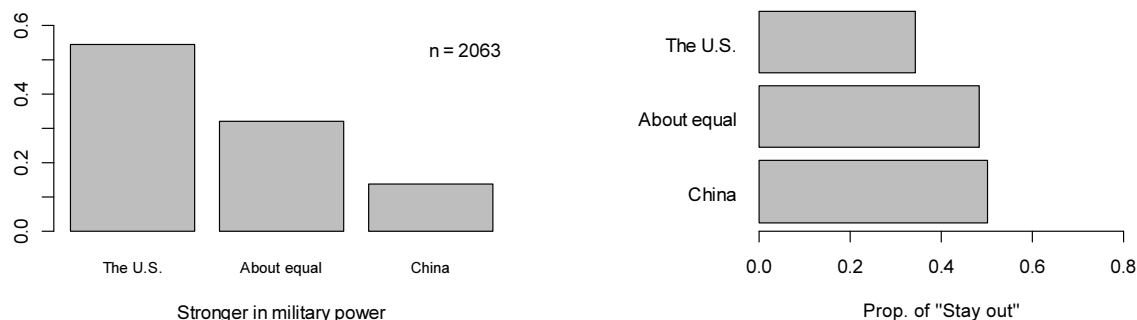 0.6
0.4
0.2
0.0
n = 2063
The U.S. About equal China
Stronger in military power
The U.S.
About equal
China
0.0 0.2 0.4 0.6 0.8
Prop. of "Stay out"